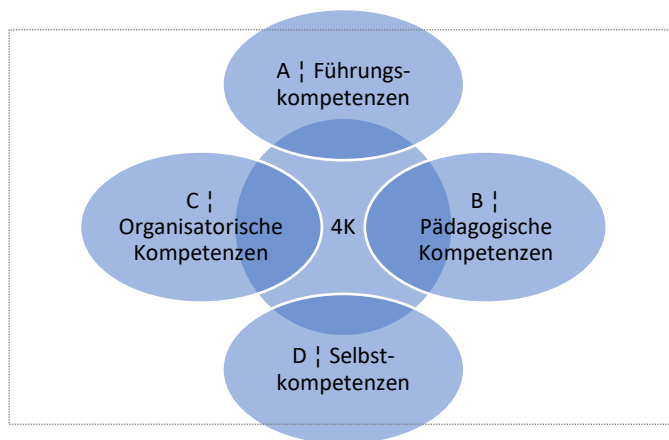 A ¦ Führungs-
kompetenzen
C ¦
Organisatorische
Kompetenzen
4K
B ¦
Pädagogische
Kompetenzen
D ¦ Selbst-
kompetenzen